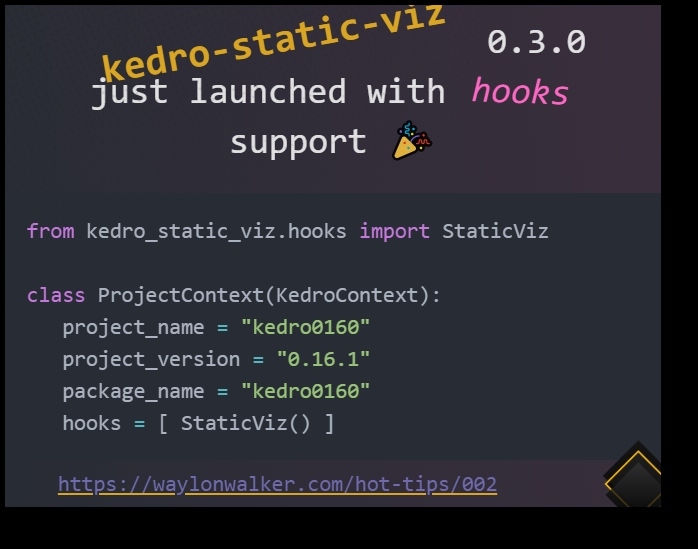 kedro-static-viz 0.3.0
just launched with hooks
support 🎉
from kedro_static_viz.hooks import StaticViz
class ProjectContext(KedroContext):
project_name = "kedro0160"
project_version = "0.16.1"
package_name = "kedro0160"
hooks = [ StaticViz() ]
https://waylonwalker.com/hot-tips/002